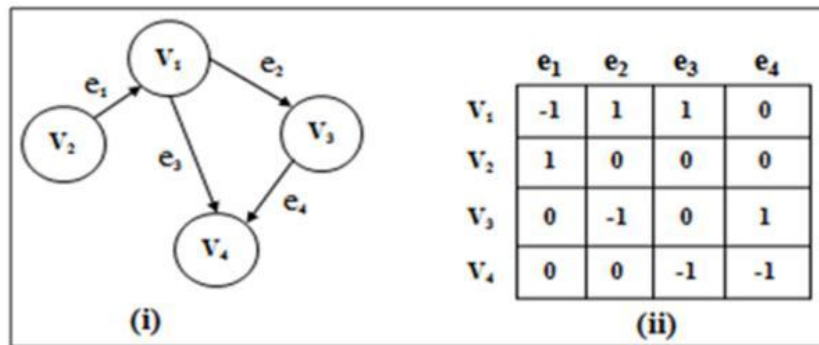 V₁
e₂
e₁
V₂
V₃
e₃
e₄
V₄
(i)
e₁ e₂ e₃ e₄
V₁ -1 1 1 0
V₂ 1 0 0 0
V₃ 0 -1 0 1
V₄ 0 0 -1 -1
(ii)